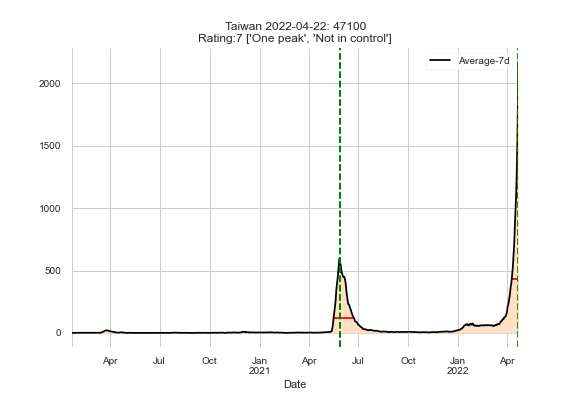 Taiwan 2022-04-22: 47100
Rating:7 ['One peak', 'Not in control']
Average-7d
2000
1500
1000
500
0
Apr Jul Oct Jan Apr Jul Oct Jan Apr
2021 2022
Date